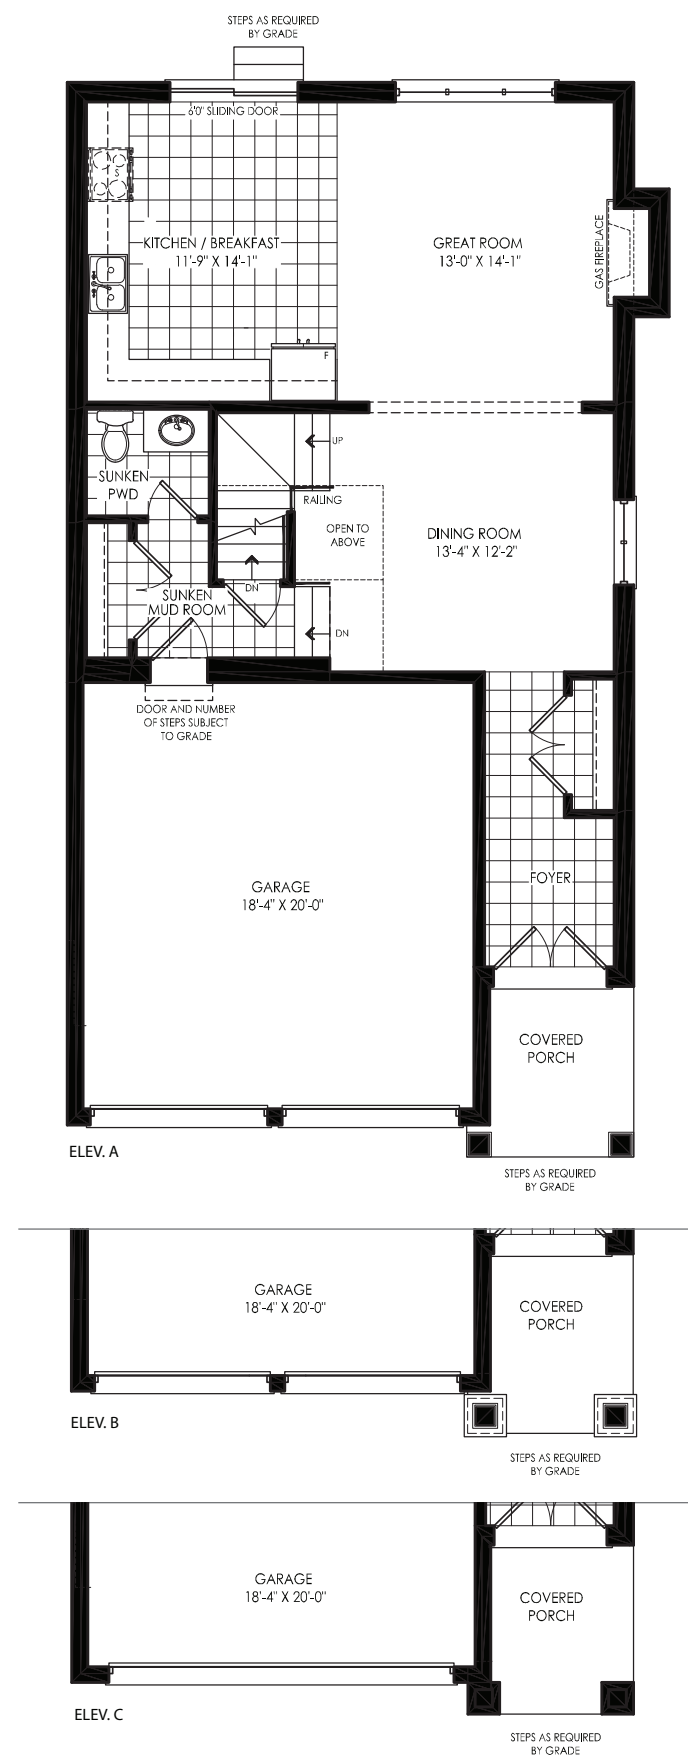 STEPS AS REQUIRED
BY GRADE
6'0" SLIDING DOOR
S
KITCHEN / BREAKFAST
11'-9" X 14'-1"
GREAT ROOM
13'-0" X 14'-1"
GAS FIREPLACE
F
UP
SUNKEN
PWD
RAILING
OPEN TO
ABOVE
DINING ROOM
13'-4" X 12'-2"
DN
SUNKEN
MUD ROOM
DN
DOOR AND NUMBER
OF STEPS SUBJECT
TO GRADE
FOYER
GARAGE
18'-4" X 20'-0"
COVERED
PORCH
ELEV. A
STEPS AS REQUIRED
BY GRADE
GARAGE
18'-4" X 20'-0"
COVERED
PORCH
ELEV. B
STEPS AS REQUIRED
BY GRADE
GARAGE
18'-4" X 20'-0"
COVERED
PORCH
ELEV. C
STEPS AS REQUIRED
BY GRADE